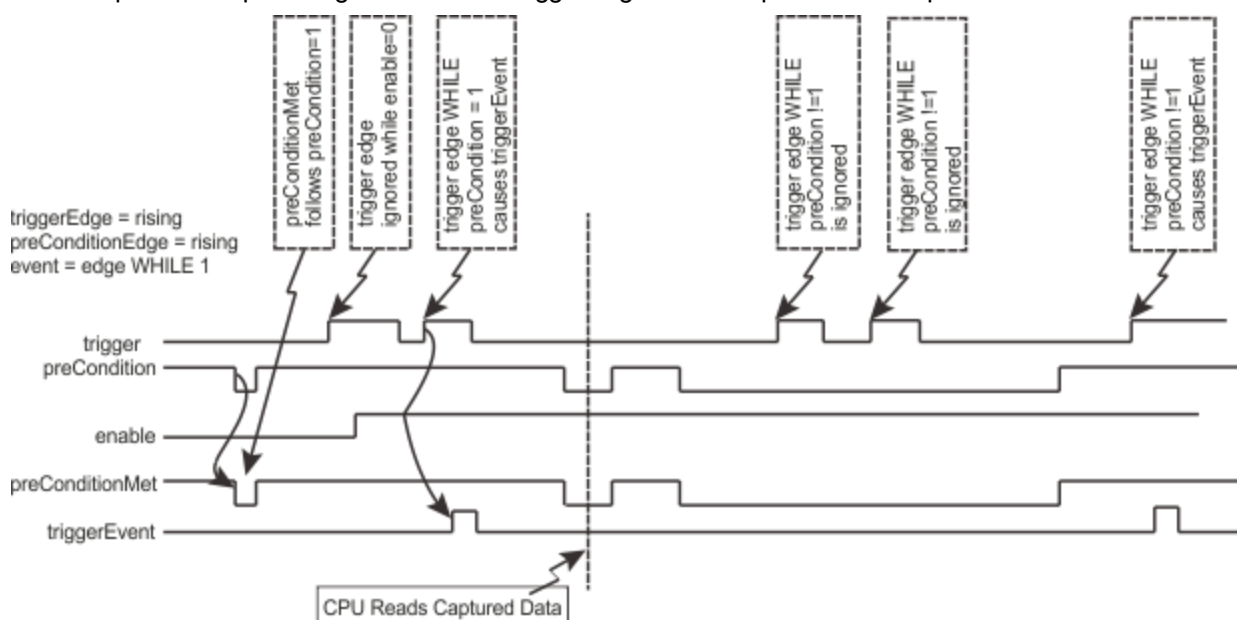 preConditionMet
follows preCondition=1
trigger edge
ignored while enable=0
trigger edge WHILE
preCondition = 1
causes triggerEvent
trigger edge WHILE
preCondition !=1
is ignored
trigger edge WHILE
preCondition !=1
is ignored
trigger edge WHILE
preCondition !=1
causes triggerEvent
triggerEdge = rising
preConditionEdge = rising
event = edge WHILE 1
trigger
preCondition
enable
preConditionMet
triggerEvent
CPU Reads Captured Data